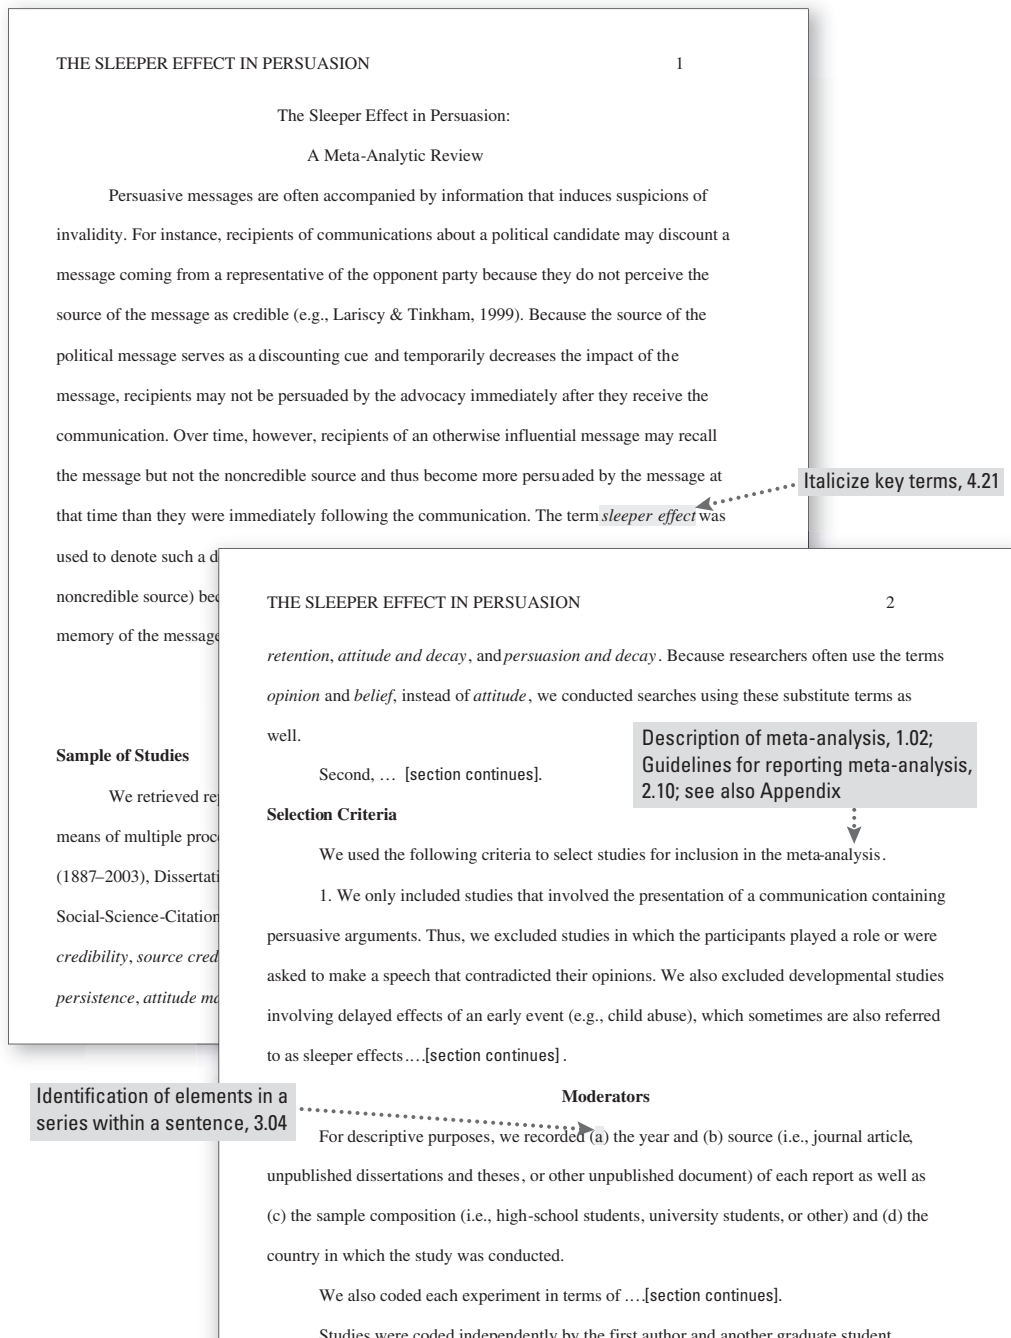 THE SLEEPER EFFECT IN PERSUASION 1
The Sleeper Effect in Persuasion:
A Meta-Analytic Review
Persuasive messages are often accompanied by information that induces suspicions of
invalidity. For instance, recipients of communications about a political candidate may discount a
message coming from a representative of the opponent party because they do not perceive the
source of the message as credible (e.g., Lariscy & Tinkham, 1999). Because the source of the
political message serves as a discounting cue and temporarily decreases the impact of the
message, recipients may not be persuaded by the advocacy immediately after they receive the
communication. Over time, however, recipients of an otherwise influential message may recall
the message but not the noncredible source and thus become more persuaded by the message at
that time than they were immediately following the communication. The term sleeper effect was
used to denote such a d
noncredible source) bec
memory of the message
Sample of Studies
We retrieved rep
means of multiple proc
(1887–2003), Dissertati
Social-Science-Citation
credibility, source cred
persistence, attitude ma
Italicize key terms, 4.21
THE SLEEPER EFFECT IN PERSUASION 2
retention, attitude and decay, and persuasion and decay. Because researchers often use the terms
opinion and belief, instead of attitude, we conducted searches using these substitute terms as
well.
Second, … [section continues].
Description of meta-analysis, 1.02;
Guidelines for reporting meta-analysis,
2.10; see also Appendix
Selection Criteria
We used the following criteria to select studies for inclusion in the meta-analysis.
1. We only included studies that involved the presentation of a communication containing
persuasive arguments. Thus, we excluded studies in which the participants played a role or were
asked to make a speech that contradicted their opinions. We also excluded developmental studies
involving delayed effects of an early event (e.g., child abuse), which sometimes are also referred
to as sleeper effects….[section continues].
Identification of elements in a
series within a sentence, 3.04
Moderators
For descriptive purposes, we recorded (a) the year and (b) source (i.e., journal article,
unpublished dissertations and theses, or other unpublished document) of each report as well as
(c) the sample composition (i.e., high-school students, university students, or other) and (d) the
country in which the study was conducted.
We also coded each experiment in terms of ….[section continues].
Studies were coded independently by the first author and another graduate student